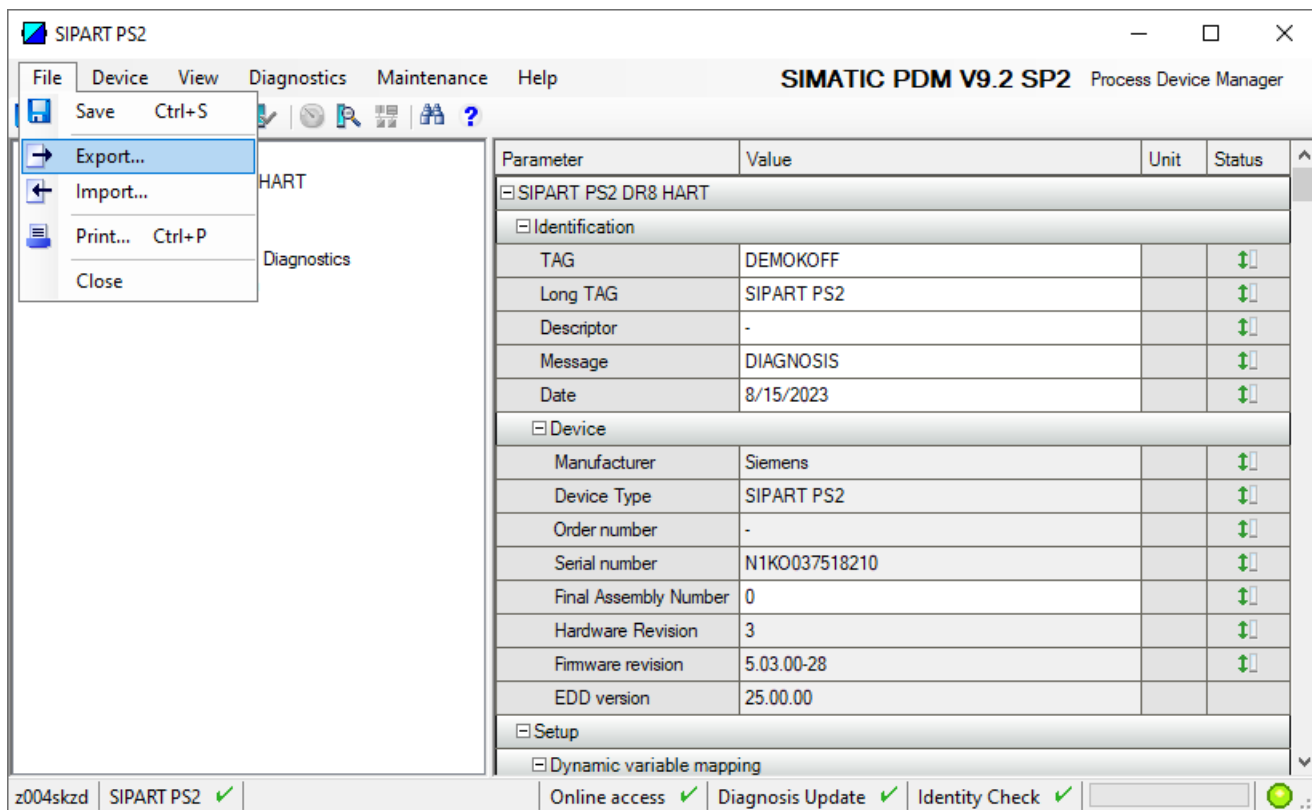 SIPART PS2
File Device View Diagnostics Maintenance Help SIMATIC PDM V9.2 SP2 Process Device Manager
Save Ctrl+S
Export...
Import...
Print... Ctrl+P
Close
HART
Diagnostics
Parameter Value Unit Status
SIPART PS2 DR8 HART
Identification
TAG DEMOKOFF
Long TAG SIPART PS2
Descriptor -
Message DIAGNOSIS
Date 8/15/2023
Device
Manufacturer Siemens
Device Type SIPART PS2
Order number -
Serial number N1KO037518210
Final Assembly Number 0
Hardware Revision 3
Firmware revision 5.03.00-28
EDD version 25.00.00
Setup
Dynamic variable mapping
z004skzd SIPART PS2 Online access Diagnosis Update Identity Check